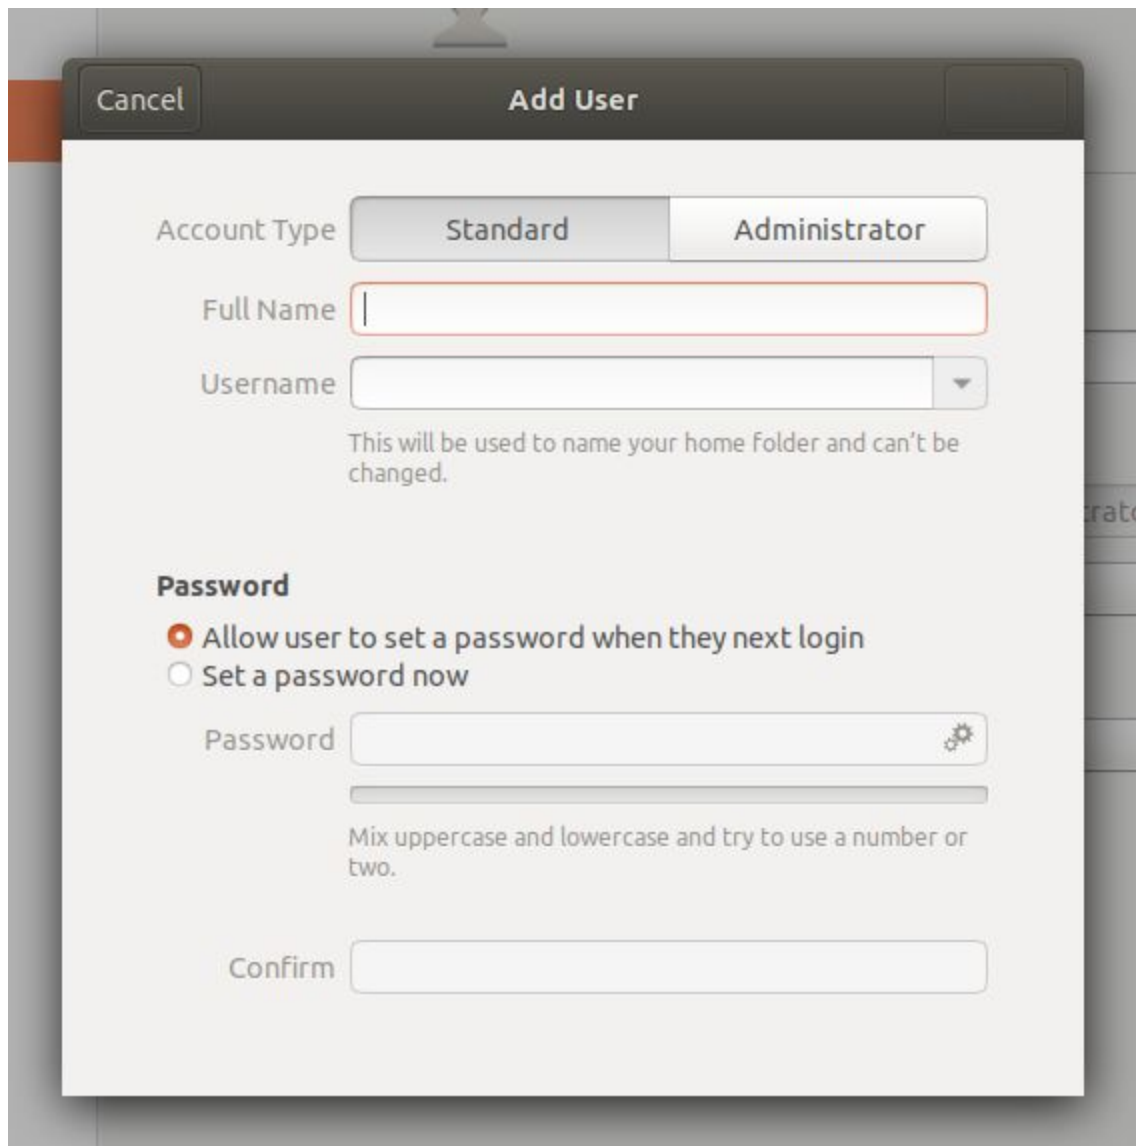 Cancel
Add User
Account Type
Standard
Administrator
Full Name
Username
This will be used to name your home folder and can't be
changed.
Password
Allow user to set a password when they next login
Set a password now
Password
Mix uppercase and lowercase and try to use a number or
two.
Confirm